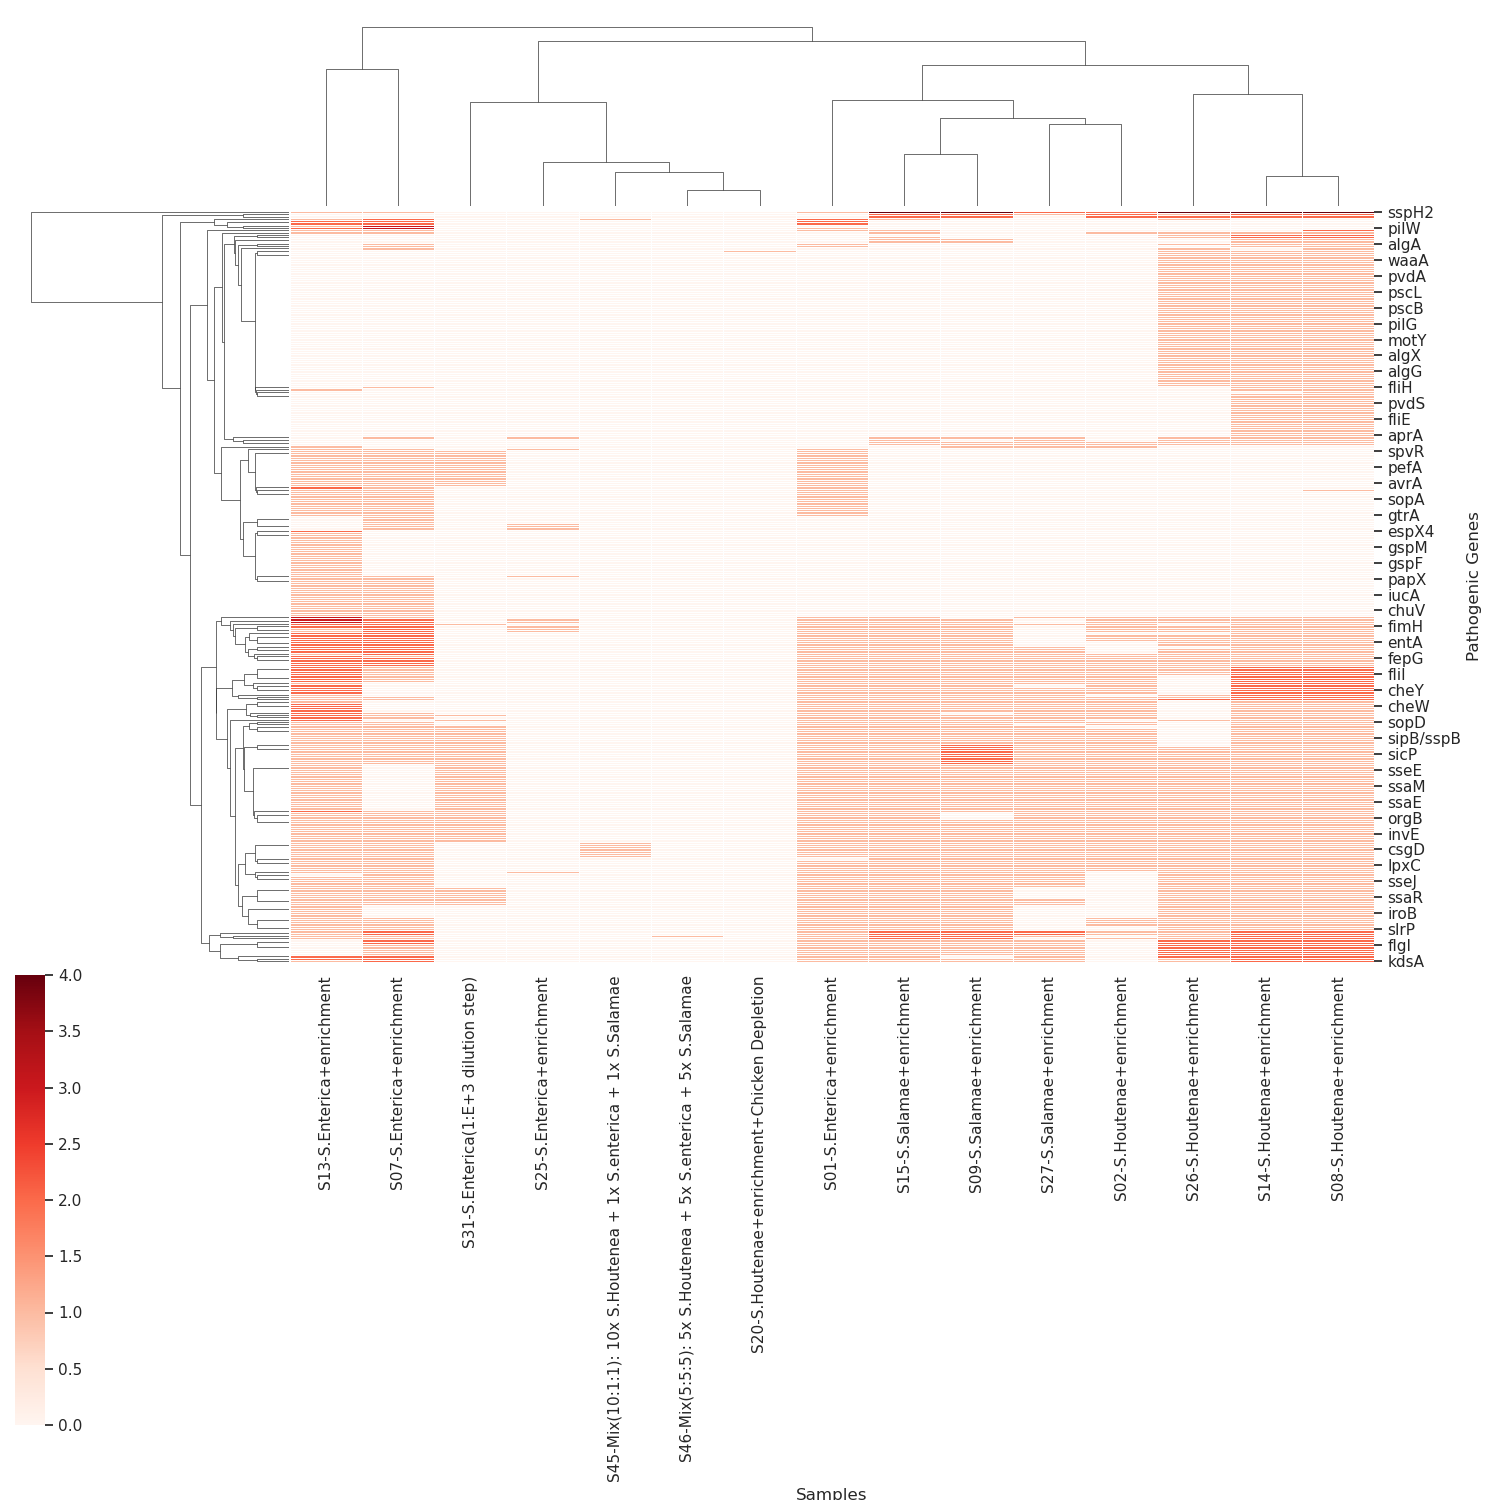 sspH2
pilW
algA
waaA
pvdA
pscL
pscB
pilG
motY
algX
algG
fliH
pvdS
fliE
aprA
spvR
pefA
avrA
sopA
gtrA
espX4
gspM
gspF
papX
iucA
chuV
fimH
entA
fepG
fliI
cheY
cheW
sopD
sipB/sspB
sicP
sseE
ssaM
ssaE
orgB
invE
csgD
lpxC
sseJ
ssaR
iroB
slrP
flgI
kdsA
Pathogenic Genes
4.0
3.5
3.0
2.5
2.0
1.5
1.0
0.5
0.0
S13-S.Enterica+enrichment
S07-S.Enterica+enrichment
S31-S.Enterica(1:E+3 dilution step)
S25-S.Enterica+enrichment
S45-Mix(10:1:1): 10x S.Houtenea + 1x S.enterica + 1x S.Salamae
S46-Mix(5:5:5): 5x S.Houtenea + 5x S.enterica + 5x S.Salamae
S20-S.Houtenae+enrichment+Chicken Depletion
S01-S.Enterica+enrichment
S15-S.Salamae+enrichment
S09-S.Salamae+enrichment
S27-S.Salamae+enrichment
S02-S.Houtenae+enrichment
S26-S.Houtenae+enrichment
S14-S.Houtenae+enrichment
S08-S.Houtenae+enrichment
Samples